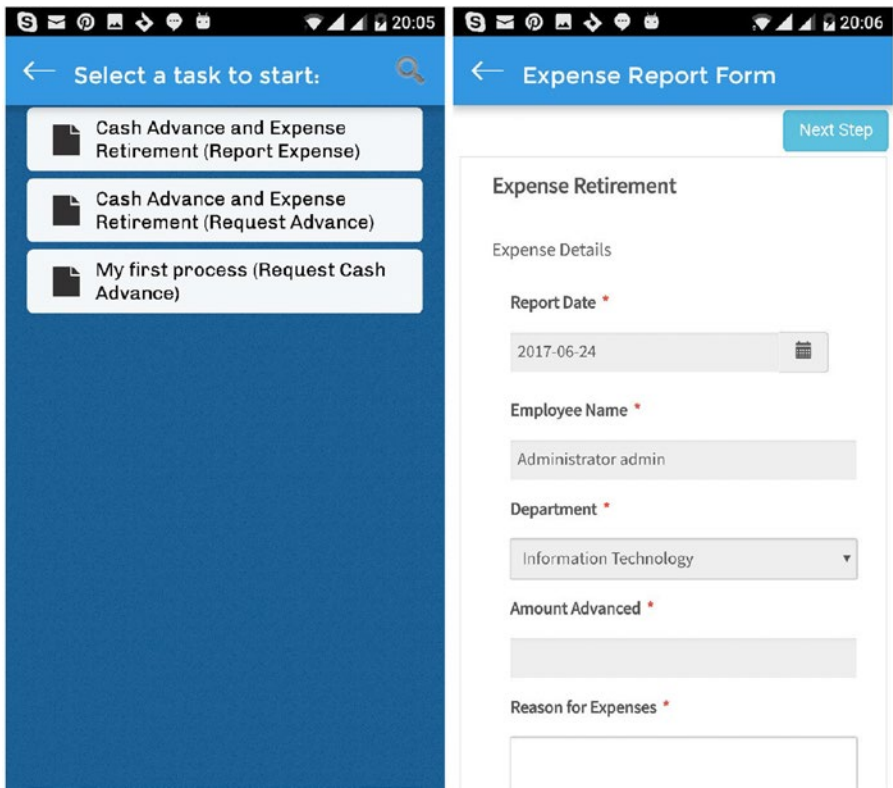 20:05
Select a task to start:
Cash Advance and Expense
Retirement (Report Expense)
Cash Advance and Expense
Retirement (Request Advance)
My first process (Request Cash
Advance)
20:06
Expense Report Form
Next Step
Expense Retirement
Expense Details
Report Date *
2017-06-24
Employee Name *
Administrator admin
Department *
Information Technology
Amount Advanced *
Reason for Expenses *